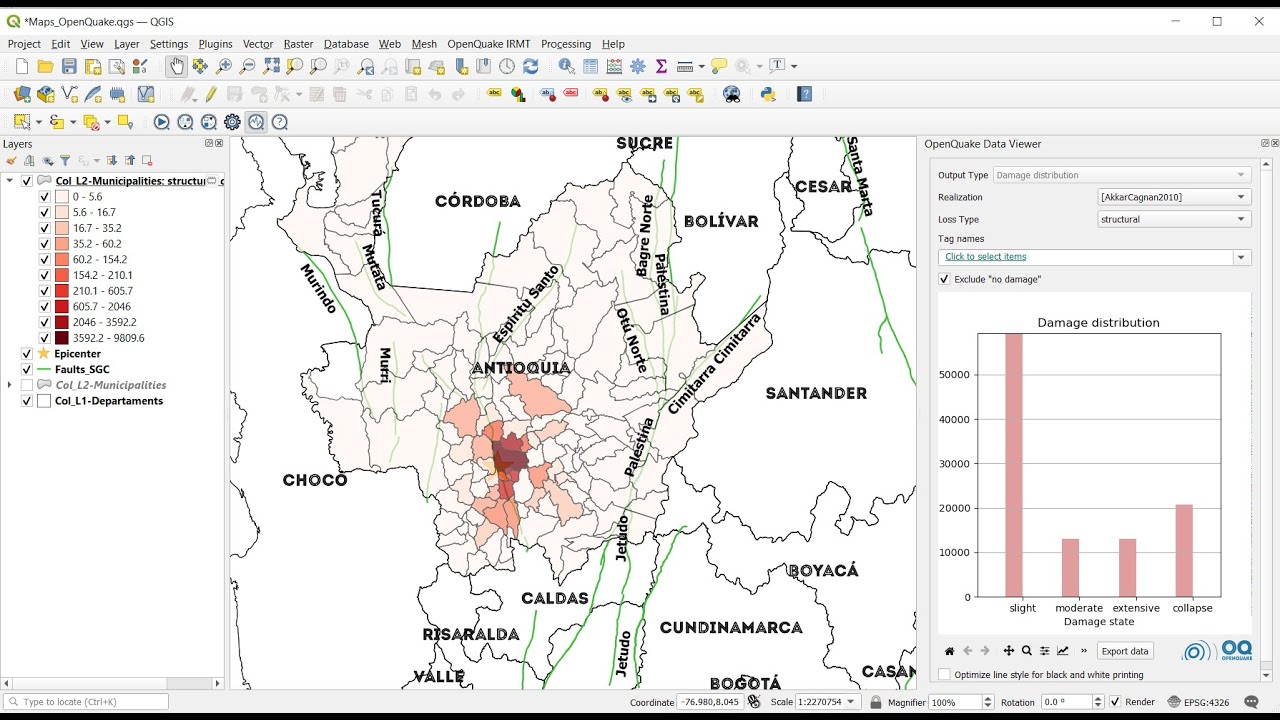 *Maps_OpenQuake.qgs — QGIS
Project Edit View Layer Settings Plugins Vector Raster Database Web Mesh OpenQuake IRMT Processing Help
Layers
Col_L2-Municipalities: structu
0 - 5.6
5.6 - 16.7
16.7 - 35.2
35.2 - 60.2
60.2 - 154.2
154.2 - 210.1
210.1 - 605.7
605.7 - 2046
2046 - 3592.2
3592.2 - 9809.6
Epicenter
Faults_SGC
Col_L2-Municipalities
Col_L1-Departaments
SUCRE
Santa Marta
CÓRDOBA
Tucurá
CESAR
BOLÍVAR
Bagre Norte
Mutatá
Murindo
Palestina
Espíritu Santo
Otú Norte
Cimitarra Cimitarra
Murri
ANTIOQUIA
SANTANDER
Palestina
CHOCÓ
Jetudo
BOYACÁ
CALDAS
RISARALDA
CUNDINAMARCA
Jetudo
VALLE
BOGOTÁ
CASAN
OpenQuake Data Viewer
Output Type Damage distribution
Realization [AkkarCagnan2010]
Loss Type structural
Tag names
Click to select items
Exclude "no damage"
Damage distribution
50000
40000
30000
20000
10000
0
slight moderate extensive collapse
Damage state
» Export data
OQ
OPENQUAKE
Optimize line style for black and white printing
Type to locate (Ctrl+K)
Coordinate -76.980,8.045 Scale 1:2270754 Magnifier 100% Rotation 0.0 ° Render EPSG:4326